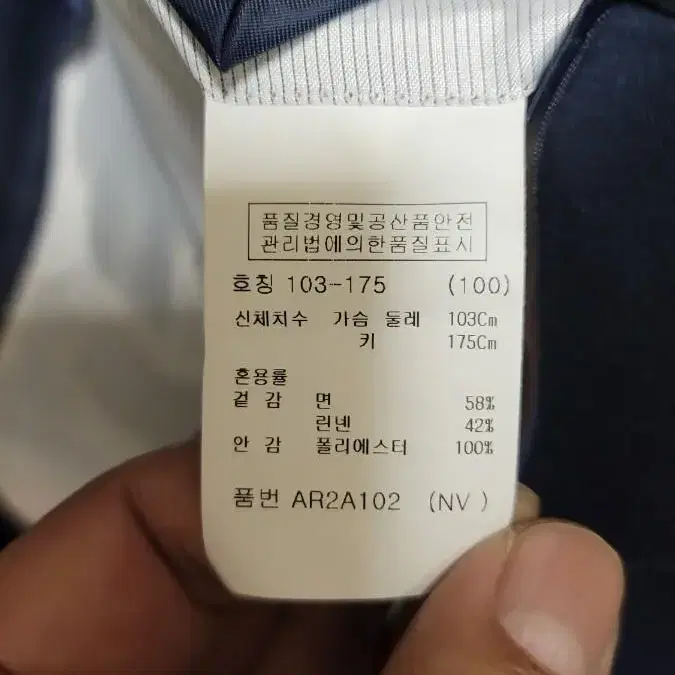 품질경영및공산품안전
관리법에의한품질표시
호칭 103-175 (100)
신체치수 가슴 둘레 103Cm
키 175Cm
혼용률
겉 감 면 58%
린넨 42%
안 감 폴리에스터 100%
품번 AR2A102 (NV )